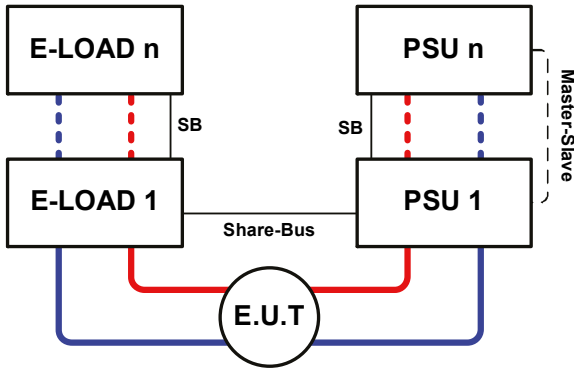 E-LOAD n
PSU n
SB
SB
Master-Slave
E-LOAD 1
PSU 1
Share-Bus
E.U.T